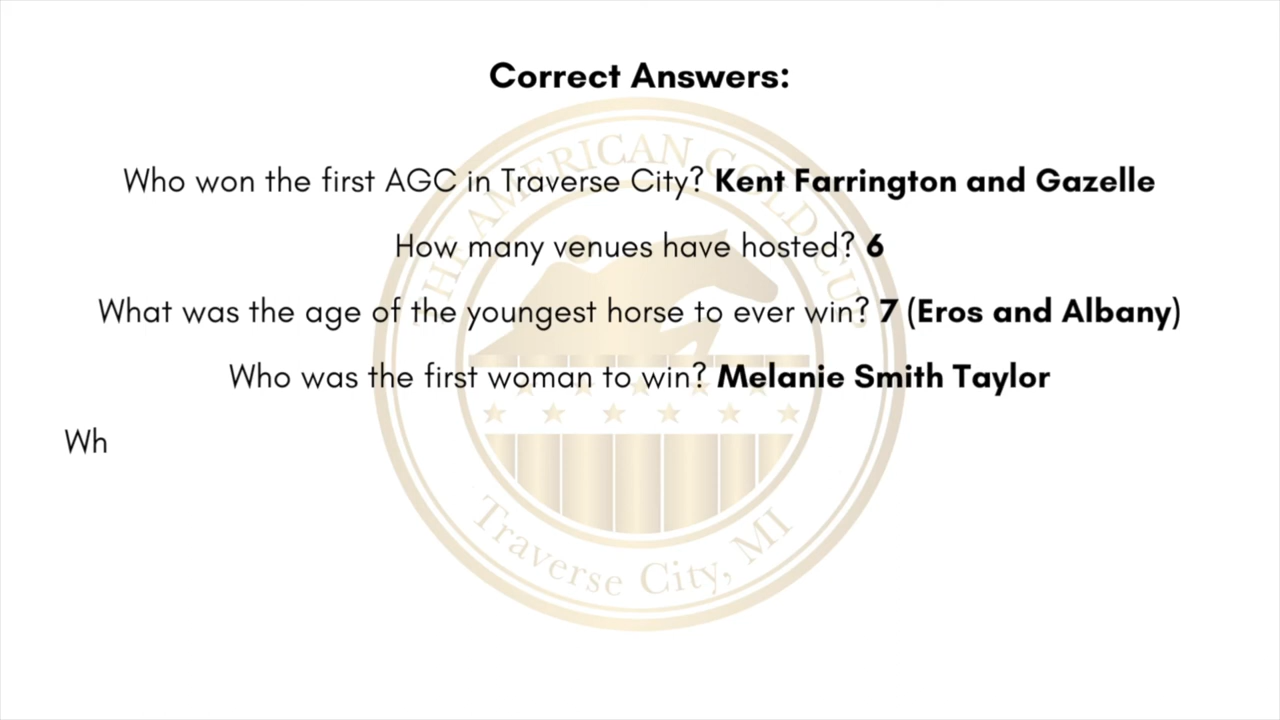 Correct Answers:
THE AMERICAN GOLD CUP
Who won the first AGC in Traverse City? Kent Farrington and Gazelle
How many venues have hosted? 6
What was the age of the youngest horse to ever win? 7 (Eros and Albany)
Who was the first woman to win? Melanie Smith Taylor
Wh
Traverse City, MI